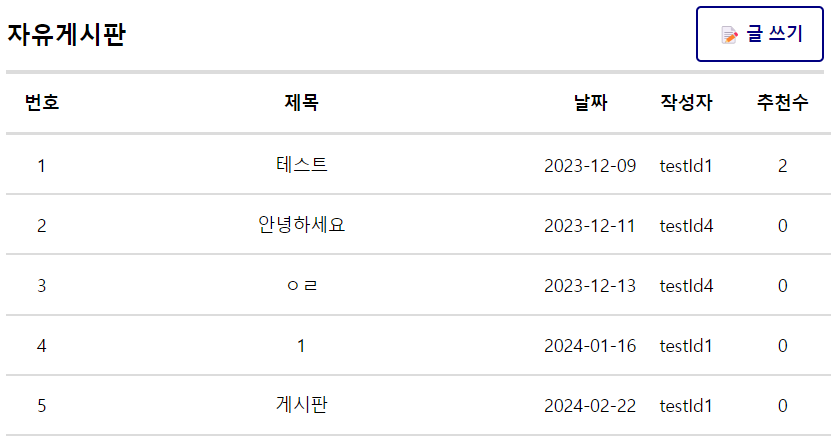 자유게시판 글 쓰기
번호 제목 날짜 작성자 추천수
1 테스트 2023-12-09 testId1 2
2 안녕하세요 2023-12-11 testId4 0
3 ㅇㄹ 2023-12-13 testId4 0
4 1 2024-01-16 testId1 0
5 게시판 2024-02-22 testId1 0